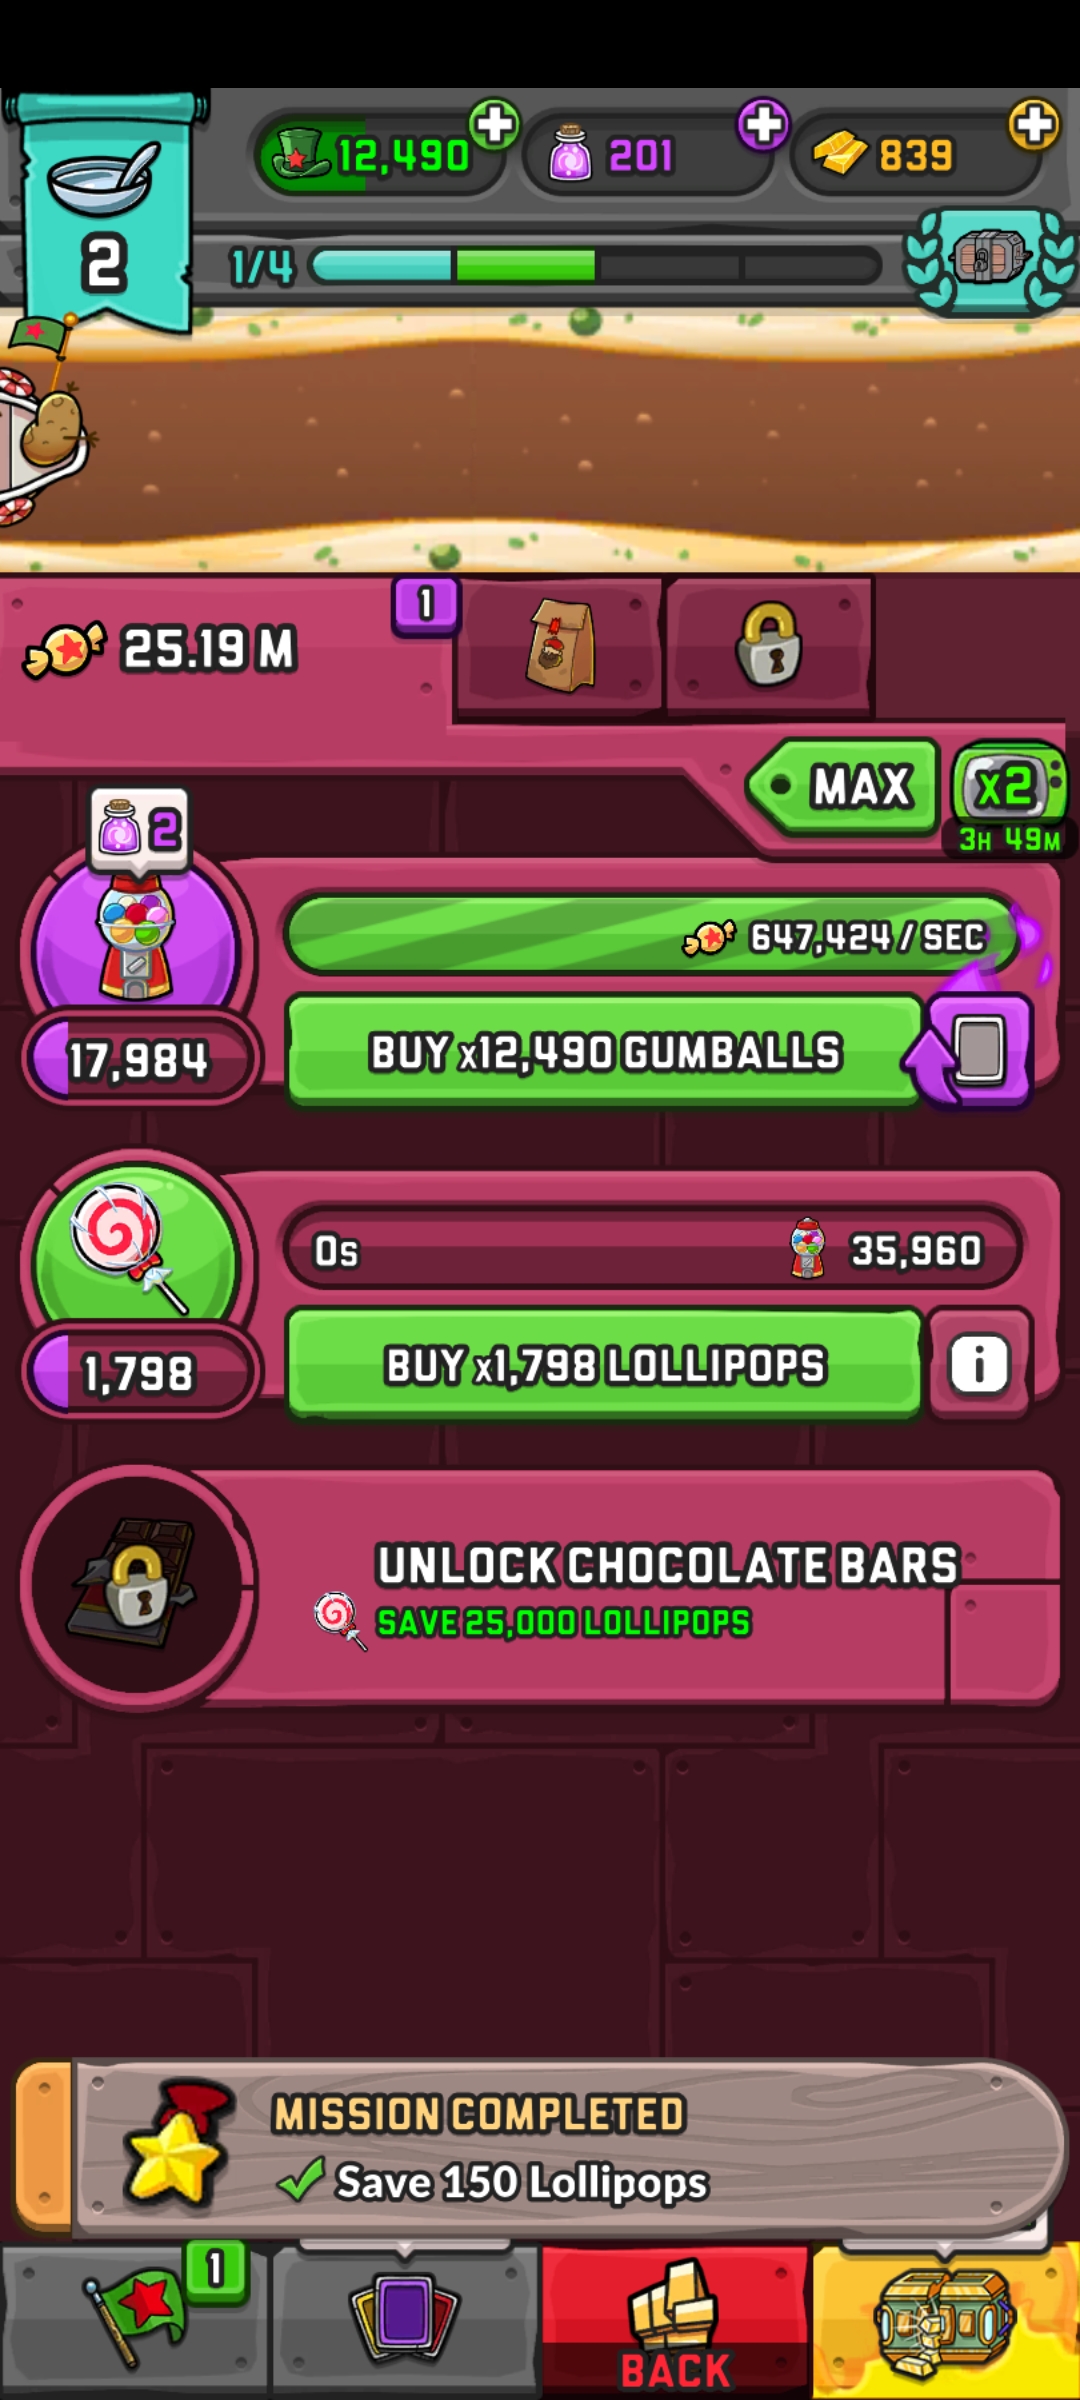 12,490
201
839
2
1/4
25.19 M
1
MAX
x2
3H 49M
2
647,424 / SEC
17,984
BUY x12,490 GUMBALLS
0s
35,960
1,798
BUY x1,798 LOLLIPOPS
i
UNLOCK CHOCOLATE BARS
SAVE 25,000 LOLLIPOPS
MISSION COMPLETED
Save 150 Lollipops
1
BACK